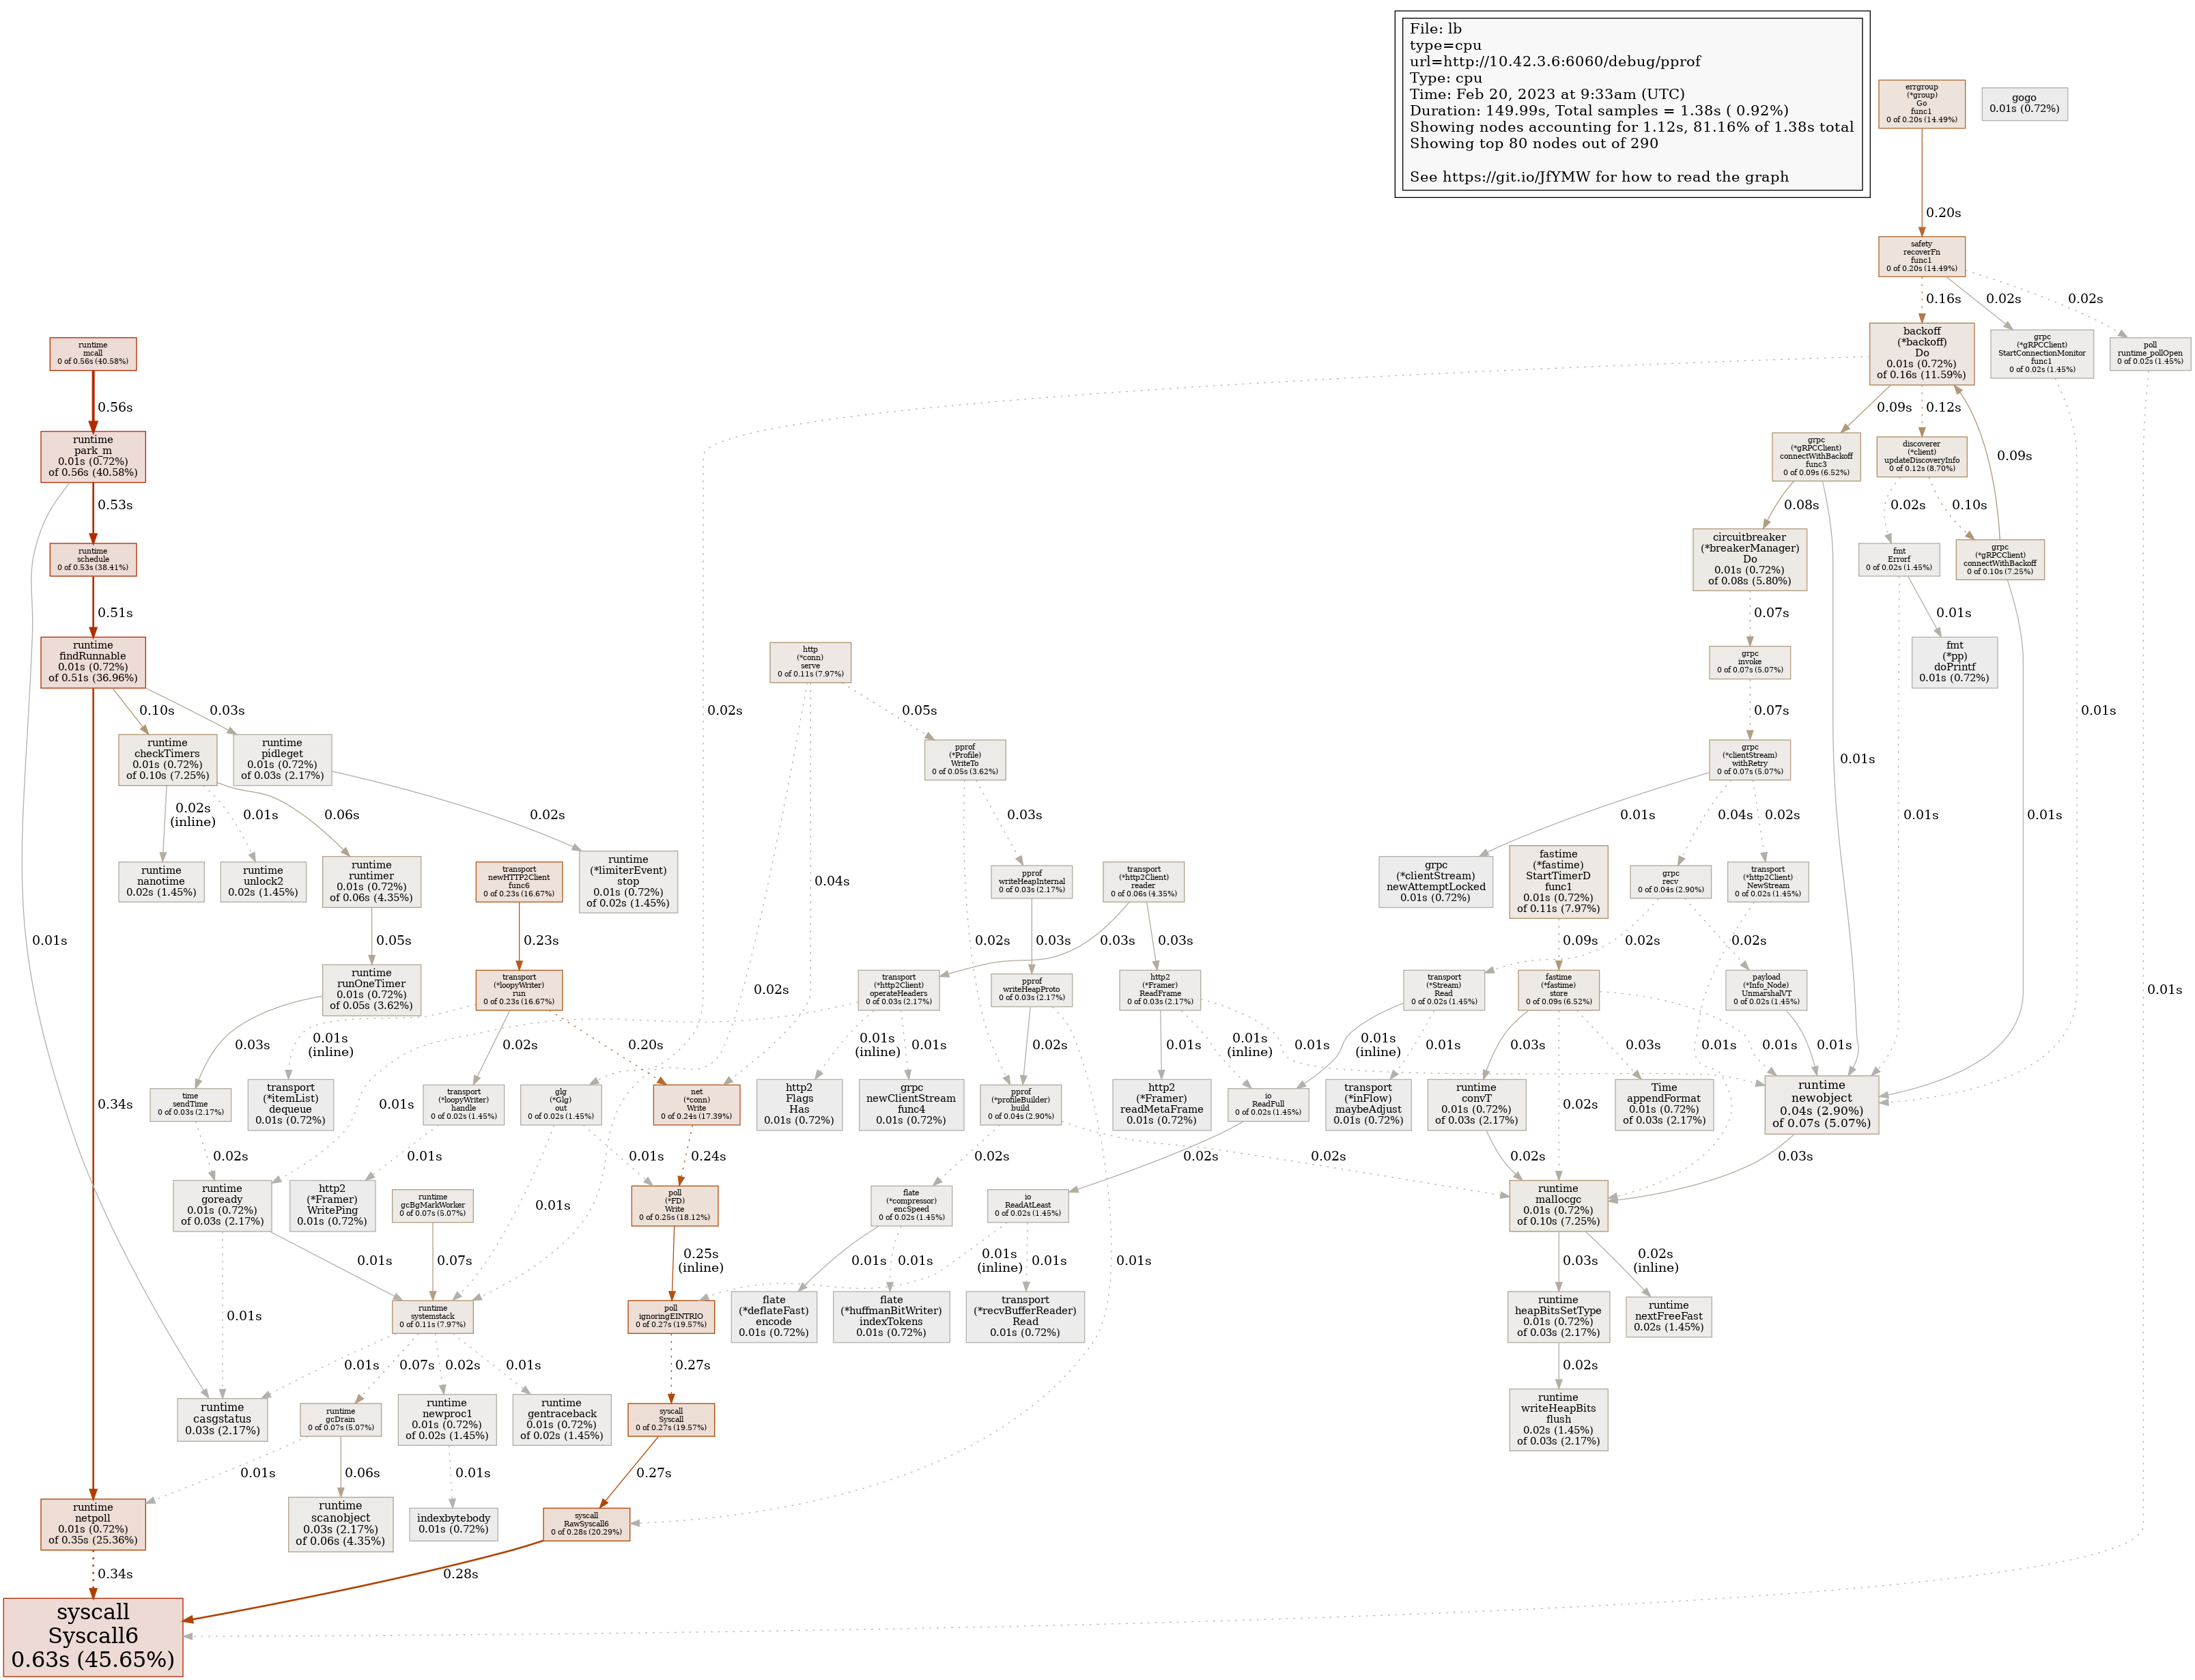 File: lb
type=cpu
url=http://10.42.3.6:6060/debug/pprof
Type: cpu
Time: Feb 20, 2023 at 9:33am (UTC)
Duration: 149.99s, Total samples = 1.38s ( 0.92%)
Showing nodes accounting for 1.12s, 81.16% of 1.38s total
Showing top 80 nodes out of 290
See https://git.io/JfYMW for how to read the graph
errgroup
(*group)
Go
func1
0 of 0.20s (14.49%)
gogo
0.01s (0.72%)
0.20s
safety
recoverFn
func1
0 of 0.20s (14.49%)
0.16s
0.02s
0.02s
runtime
mcall
0 of 0.56s (40.58%)
backoff
(*backoff)
Do
0.01s (0.72%)
of 0.16s (11.59%)
grpc
(*gRPCClient)
StartConnectionMonitor
func1
0 of 0.02s (1.45%)
poll
runtime_pollOpen
0 of 0.02s (1.45%)
0.56s
0.09s
0.12s
runtime
park_m
0.01s (0.72%)
of 0.56s (40.58%)
grpc
(*gRPCClient)
connectWithBackoff
func3
0 of 0.09s (6.52%)
discoverer
(*client)
updateDiscoveryInfo
0 of 0.12s (8.70%)
0.09s
0.53s
0.08s
0.02s
0.10s
runtime
schedule
0 of 0.53s (38.41%)
circuitbreaker
(*breakerManager)
Do
0.01s (0.72%)
of 0.08s (5.80%)
fmt
Errorf
0 of 0.02s (1.45%)
grpc
(*gRPCClient)
connectWithBackoff
0 of 0.10s (7.25%)
0.51s
0.07s
0.01s
runtime
findRunnable
0.01s (0.72%)
of 0.51s (36.96%)
http
(*conn)
serve
0 of 0.11s (7.97%)
grpc
invoke
0 of 0.07s (5.07%)
fmt
(*pp)
doPrintf
0.01s (0.72%)
0.10s
0.03s
0.02s
0.05s
0.07s
0.01s
runtime
checkTimers
0.01s (0.72%)
of 0.10s (7.25%)
runtime
pidleget
0.01s (0.72%)
of 0.03s (2.17%)
pprof
(*Profile)
WriteTo
0 of 0.05s (3.62%)
grpc
(*clientStream)
withRetry
0 of 0.07s (5.07%)
0.01s
0.02s
(inline)
0.01s
0.06s
0.02s
0.03s
0.01s
0.04s
0.02s
0.01s
0.01s
runtime
nanotime
0.02s (1.45%)
runtime
unlock2
0.02s (1.45%)
runtime
runtimer
0.01s (0.72%)
of 0.06s (4.35%)
transport
newHTTP2Client
func6
0 of 0.23s (16.67%)
runtime
(*limiterEvent)
stop
0.01s (0.72%)
of 0.02s (1.45%)
0.04s
pprof
writeHeapInternal
0 of 0.03s (2.17%)
transport
(*http2Client)
reader
0 of 0.06s (4.35%)
grpc
(*clientStream)
newAttemptLocked
0.01s (0.72%)
fastime
(*fastime)
StartTimerD
func1
0.01s (0.72%)
of 0.11s (7.97%)
grpc
recv
0 of 0.04s (2.90%)
transport
(*http2Client)
NewStream
0 of 0.02s (1.45%)
0.01s
0.05s
0.23s
0.02s
0.03s
0.03s
0.03s
0.09s
0.02s
0.02s
runtime
runOneTimer
0.01s (0.72%)
of 0.05s (3.62%)
transport
(*loopyWriter)
run
0 of 0.23s (16.67%)
0.02s
transport
(*http2Client)
operateHeaders
0 of 0.03s (2.17%)
pprof
writeHeapProto
0 of 0.03s (2.17%)
http2
(*Framer)
ReadFrame
0 of 0.03s (2.17%)
transport
(*Stream)
Read
0 of 0.02s (1.45%)
fastime
(*fastime)
store
0 of 0.09s (6.52%)
payload
(*Info_Node)
UnmarshalVT
0 of 0.02s (1.45%)
0.01s
0.03s
0.01s
(inline)
0.02s
0.20s
0.01s
(inline)
0.01s
0.02s
0.01s
0.01s
(inline)
0.01s
(inline)
0.01s
0.03s
0.03s
0.01s
0.01s
0.01s
0.34s
time
sendTime
0 of 0.03s (2.17%)
transport
(*itemList)
dequeue
0.01s (0.72%)
0.01s
transport
(*loopyWriter)
handle
0 of 0.02s (1.45%)
glg
(*Glg)
out
0 of 0.02s (1.45%)
net
(*conn)
Write
0 of 0.24s (17.39%)
http2
Flags
Has
0.01s (0.72%)
grpc
newClientStream
func4
0.01s (0.72%)
pprof
(*profileBuilder)
build
0 of 0.04s (2.90%)
http2
(*Framer)
readMetaFrame
0.01s (0.72%)
io
ReadFull
0 of 0.02s (1.45%)
transport
(*inFlow)
maybeAdjust
0.01s (0.72%)
runtime
convT
0.01s (0.72%)
of 0.03s (2.17%)
0.02s
Time
appendFormat
0.01s (0.72%)
of 0.03s (2.17%)
runtime
newobject
0.04s (2.90%)
of 0.07s (5.07%)
0.02s
0.01s
0.01s
0.24s
0.02s
0.02s
0.02s
0.02s
0.03s
runtime
goready
0.01s (0.72%)
of 0.03s (2.17%)
http2
(*Framer)
WritePing
0.01s (0.72%)
runtime
gcBgMarkWorker
0 of 0.07s (5.07%)
0.01s
poll
(*FD)
Write
0 of 0.25s (18.12%)
flate
(*compressor)
encSpeed
0 of 0.02s (1.45%)
io
ReadAtLeast
0 of 0.02s (1.45%)
runtime
mallocgc
0.01s (0.72%)
of 0.10s (7.25%)
0.01s
0.07s
0.25s
(inline)
0.01s
0.01s
0.01s
(inline)
0.01s
0.01s
0.03s
0.02s
(inline)
0.01s
runtime
systemstack
0 of 0.11s (7.97%)
poll
ignoringEINTRIO
0 of 0.27s (19.57%)
flate
(*deflateFast)
encode
0.01s (0.72%)
flate
(*huffmanBitWriter)
indexTokens
0.01s (0.72%)
transport
(*recvBufferReader)
Read
0.01s (0.72%)
runtime
heapBitsSetType
0.01s (0.72%)
of 0.03s (2.17%)
runtime
nextFreeFast
0.02s (1.45%)
0.01s
0.07s
0.02s
0.01s
0.27s
0.02s
runtime
casgstatus
0.03s (2.17%)
runtime
gcDrain
0 of 0.07s (5.07%)
runtime
newproc1
0.01s (0.72%)
of 0.02s (1.45%)
runtime
gentraceback
0.01s (0.72%)
of 0.02s (1.45%)
syscall
Syscall
0 of 0.27s (19.57%)
runtime
writeHeapBits
flush
0.02s (1.45%)
of 0.03s (2.17%)
0.01s
0.06s
0.01s
0.27s
runtime
netpoll
0.01s (0.72%)
of 0.35s (25.36%)
runtime
scanobject
0.03s (2.17%)
of 0.06s (4.35%)
indexbytebody
0.01s (0.72%)
syscall
RawSyscall6
0 of 0.28s (20.29%)
0.34s
0.28s
syscall
Syscall6
0.63s (45.65%)